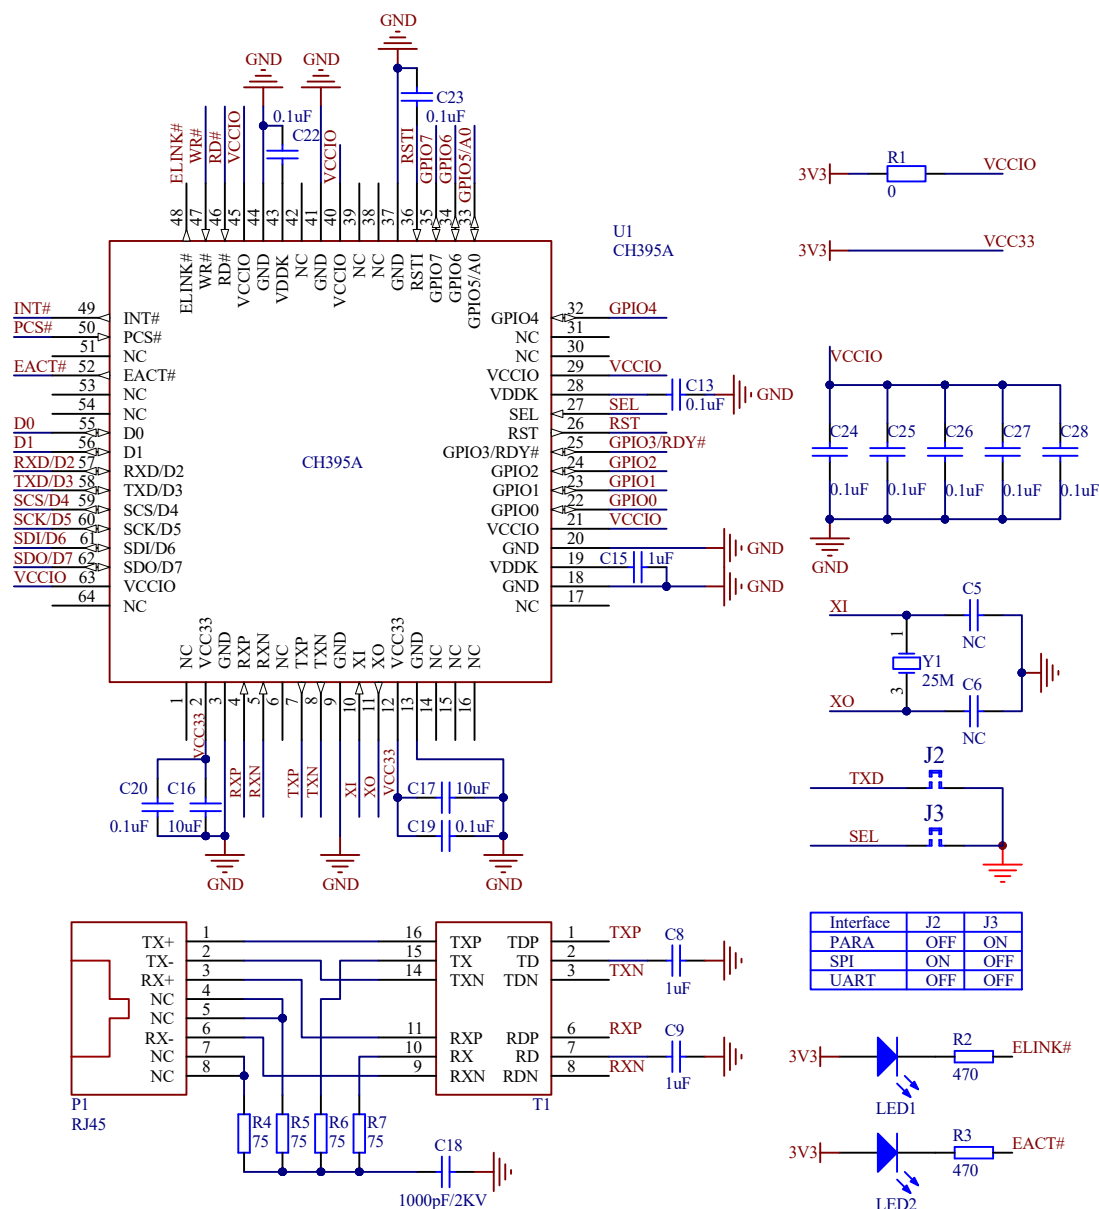 GND
GND GND
C23
0.1uF 0.1uF
C22
ELINK# WR# RD# VCCIO VCCIO RSTI GPIO7 GPIO6 GPIO5/A0
48 47 46 45 44 43 42 41 40 39 38 37 36 35 34 33
ELINK# WR# RD# VCCIO GND VDDK NC GND VCCIO NC NC GND RSTI GPIO7 GPIO6 GPIO5/A0
U1
CH395A
3V3 R1 VCCIO
0
3V3 VCC33
INT# 49 INT#
PCS# 50 PCS#
51 NC
EACT# 52 EACT#
53 NC
54 NC
D0 55 D0
D1 56 D1
RXD/D2 57 RXD/D2
TXD/D3 58 TXD/D3
SCS/D4 59 SCS/D4
SCK/D5 60 SCK/D5
SDI/D6 61 SDI/D6
SDO/D7 62 SDO/D7
VCCIO 63 VCCIO
64 NC
CH395A
GPIO4 32 GPIO4
NC 31
NC 30
VCCIO 29 VCCIO
VDDK 28 C13 0.1uF GND
SEL 27 SEL
RST 26 RST
GPIO3/RDY# 25 GPIO3/RDY#
GPIO2 24 GPIO2
GPIO1 23 GPIO1
GPIO0 22 GPIO0
VCCIO 21 VCCIO
GND 20 GND
VDDK 19 C15 1uF
GND 18 GND
NC 17
VCCIO
C24 C25 C26 C27 C28
0.1uF 0.1uF 0.1uF 0.1uF 0.1uF
GND
NC VCC33 GND RXP RXN NC TXP TXN GND XI XO VCC33 GND NC NC NC
1 2 3 4 5 6 7 8 9 10 11 12 13 14 15 16
VCC33 RXP RXN TXP TXN XI XO VCC33
C20 C16 C17 10uF
0.1uF 10uF C19 0.1uF
GND GND GND
XI C5
NC
1
Y1
25M
3
C6
XO
NC
J2
TXD
J3
SEL
Interface J2 J3
PARA OFF ON
SPI ON OFF
UART OFF OFF
TX+ 1
TX- 2
RX+ 3
NC 4
NC 5
RX- 6
NC 7
NC 8
P1
RJ45
16 TXP TDP 1 TXP
15 TX TD 2 C8
14 TXN TDN 3 TXN
1uF
11 RXP RDP 6 RXP
10 RX RD 7 C9
9 RXN RDN 8 RXN
1uF
T1
R4 R5 R6 R7
75 75 75 75
C18
1000pF/2KV
3V3 R2 ELINK#
470
LED1
3V3 R3 EACT#
470
LED2